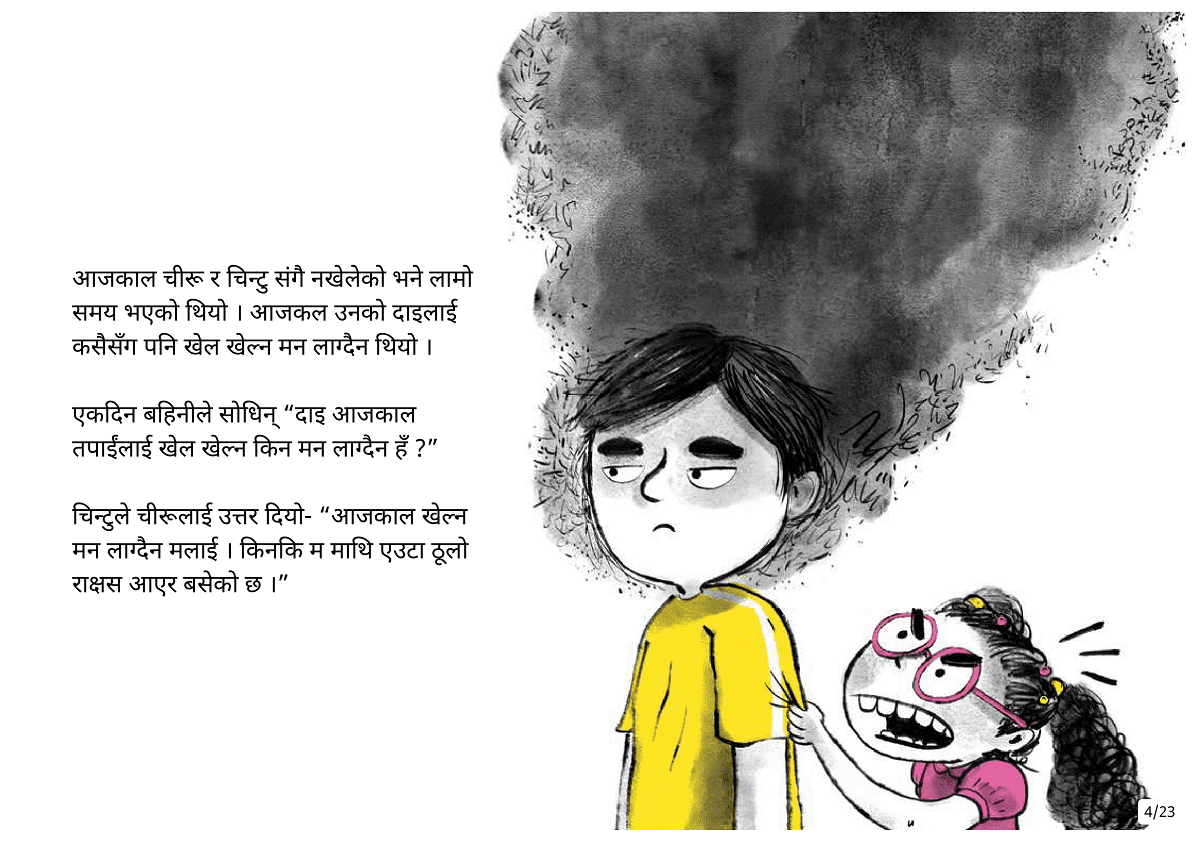 आजकाल चीरू र चिन्टु संगै नखेलेको भने लामो
समय भएको थियो । आजकल उनको दाइलाई
कसैसँग पनि खेल खेल्न मन लाग्दैन थियो ।
एकदिन बहिनीले सोधिन् “दाइ आजकाल
तपाईंलाई खेल खेल्न किन मन लाग्दैन हँ ?”
चिन्टुले चीरूलाई उत्तर दियो- “आजकाल खेल्न
मन लाग्दैन मलाई । किनकि म माथि एउटा ठूलो
राक्षस आएर बसेको छ ।”
4/23